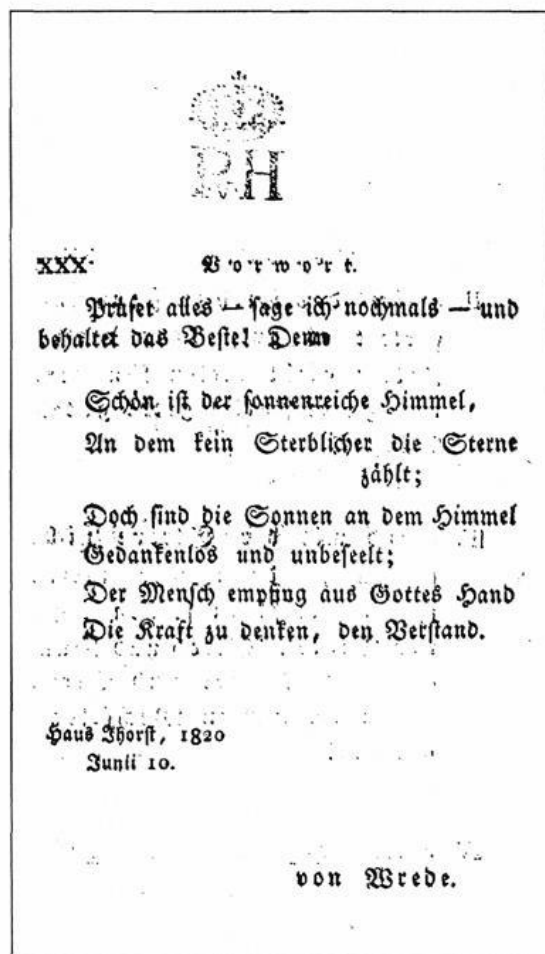 RH
XXX Vorwort.
Prüfet alles — sage ich nochmals — und
behaltet das Beste! Denn
Schön ist der sonnenreiche Himmel,
An dem kein Sterblicher die Sterne
zählt;
Doch sind die Sonnen an dem Himmel
Gedankenlos und unbeseelt;
Der Mensch empfing aus Gottes Hand
Die Kraft zu denken, den Verstand.
Haus Ihorst, 1820
Junii 10.
von Wrede.